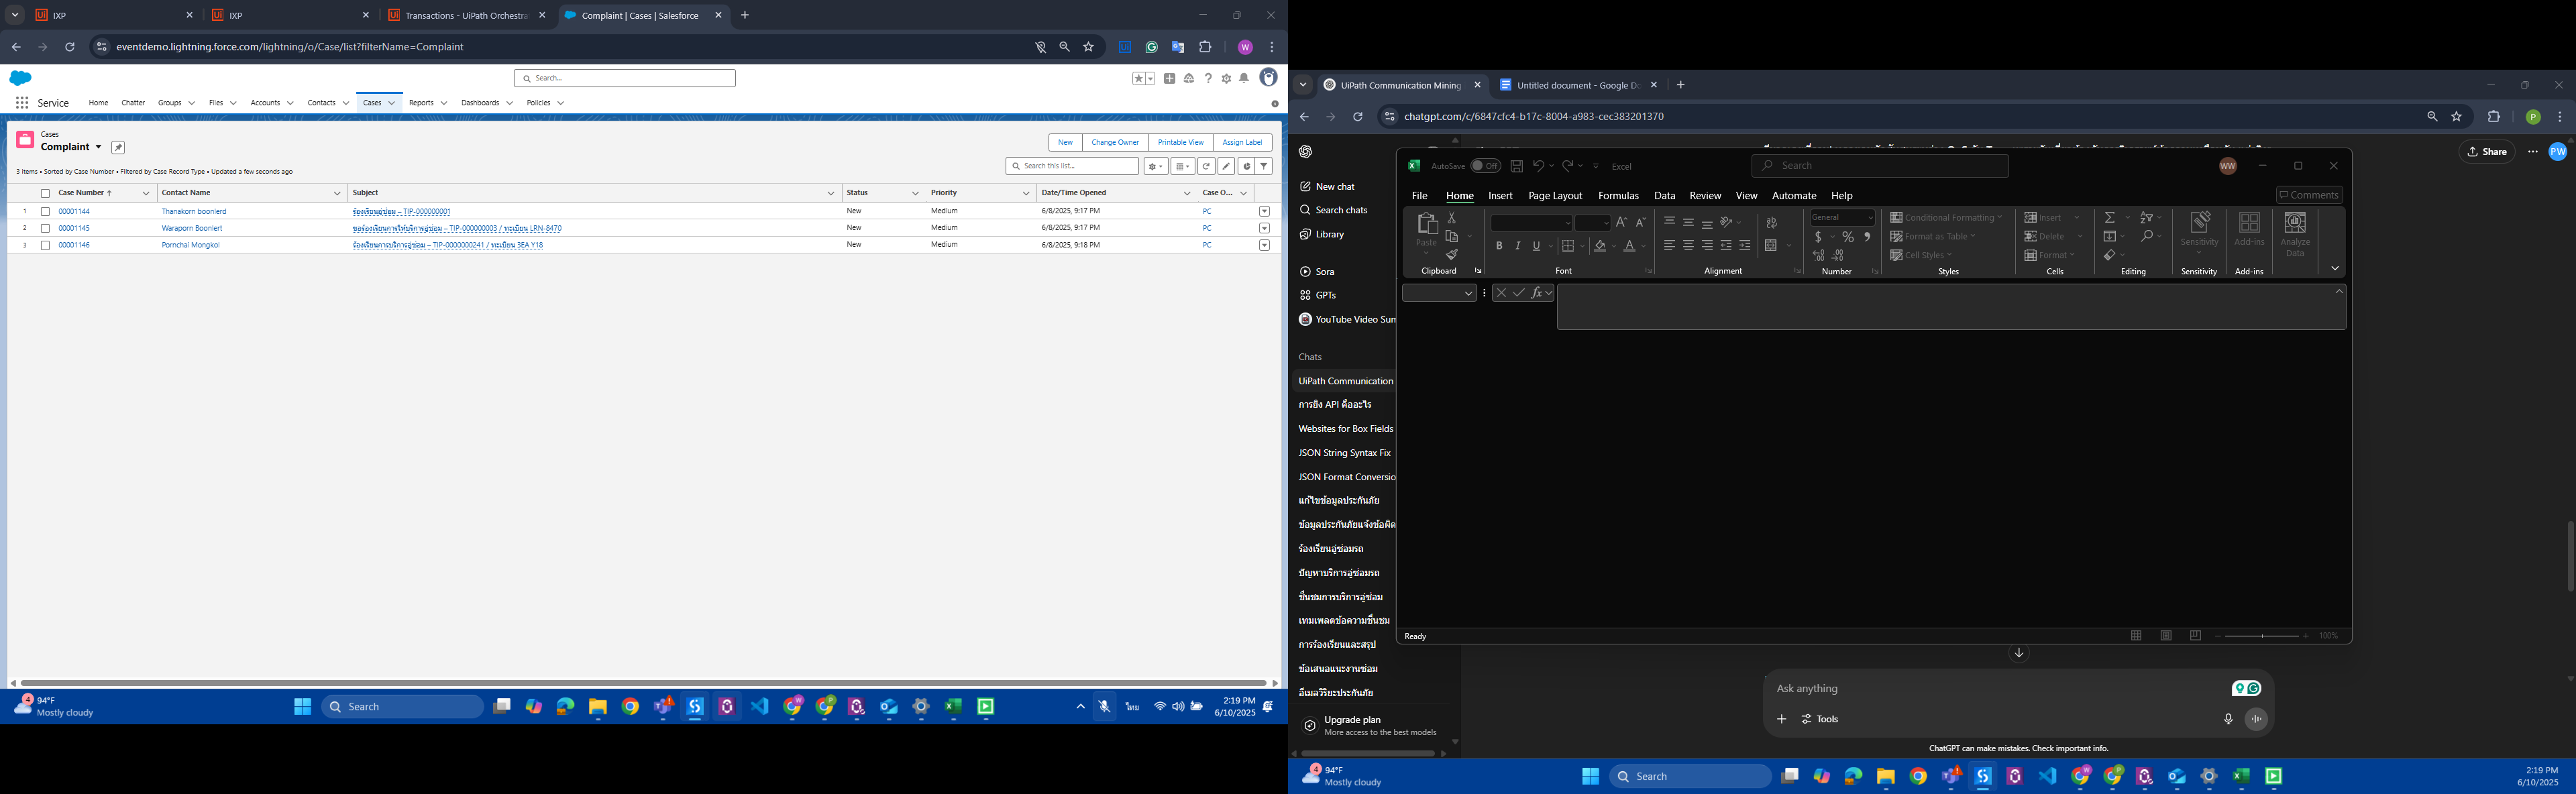 IXP
IXP
Transactions - UiPath Orchestra
Complaint | Cases | Salesforce
eventdemo.lightning.force.com/lightning/o/Case/list?filterName=Complaint
W
Search...
Service
Home
Chatter
Groups
Files
Accounts
Contacts
Cases
Reports
Dashboards
Policies
Cases
Complaint
New
Change Owner
Printable View
Assign Label
3 items • Sorted by Case Number • Filtered by Case Record Type • Updated a few seconds ago
Search this list...
Case Number
Contact Name
Subject
Status
Priority
Date/Time Opened
Case O...
1 00001144 Thanakorn boonierd ร้องเรียนอู่ซ่อม – TIP-000000001 New Medium 6/8/2025, 9:17 PM PC
2 00001145 Waraporn Booniert ขอร้องเรียนการให้บริการอู่ซ่อม – TIP-000000003 / ทะเบียน LRN-8470 New Medium 6/8/2025, 9:17 PM PC
3 00001146 Pornchai Mongkol ร้องเรียนการบริการอู่ซ่อม – TIP-0000000241 / ทะเบียน 3EA Y18 New Medium 6/8/2025, 9:18 PM PC
4
94°F
Mostly cloudy
Search
ไทย
2:19 PM
6/10/2025
UiPath Communication Mining
Untitled document - Google Do
chatgpt.com/c/6847cfc4-b17c-8004-a983-cec383201370
P
Share
PW
New chat
Search chats
Library
Sora
GPTs
YouTube Video Sum
Chats
UiPath Communication
การยิง API คืออะไร
Websites for Box Fields
JSON String Syntax Fix
JSON Format Conversio
แก้ไขข้อมูลประกันภัย
ข้อมูลประกันภัยแจ้งข้อผิด
ร้องเรียนอู่ซ่อมรถ
ปัญหาบริการอู่ซ่อมรถ
ชื่นชมการบริการอู่ซ่อม
เทมเพลตข้อความชื่นชม
การร้องเรียนและสรุป
ข้อเสนอแนะงานซ่อม
อีเมลวิริยะประกันภัย
Upgrade plan
More access to the best models
AutoSave
Off
Excel
Search
WW
File
Home
Insert
Page Layout
Formulas
Data
Review
View
Automate
Help
Comments
Paste
Clipboard
B I U
Font
Alignment
General
$ % 9
Number
Conditional Formatting
Format as Table
Cell Styles
Styles
Insert
Delete
Format
Cells
Editing
Sensitivity
Sensitivity
Add-ins
Add-ins
Analyze
Data
fx
Ready
100%
Ask anything
Tools
ChatGPT can make mistakes. Check important info.
4
94°F
Mostly cloudy
Search
2:19 PM
6/10/2025